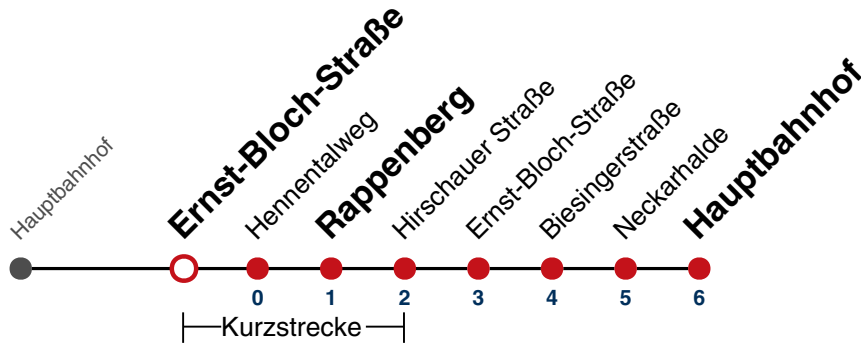 Hauptbahnhof
Ernst-Bloch-Straße
Hennentalweg
Rappenberg
Hirschauer Straße
Ernst-Bloch-Straße
Biesingerstraße
Neckarhalde
Hauptbahnhof
0 1 2 3 4 5 6
Kurzstrecke